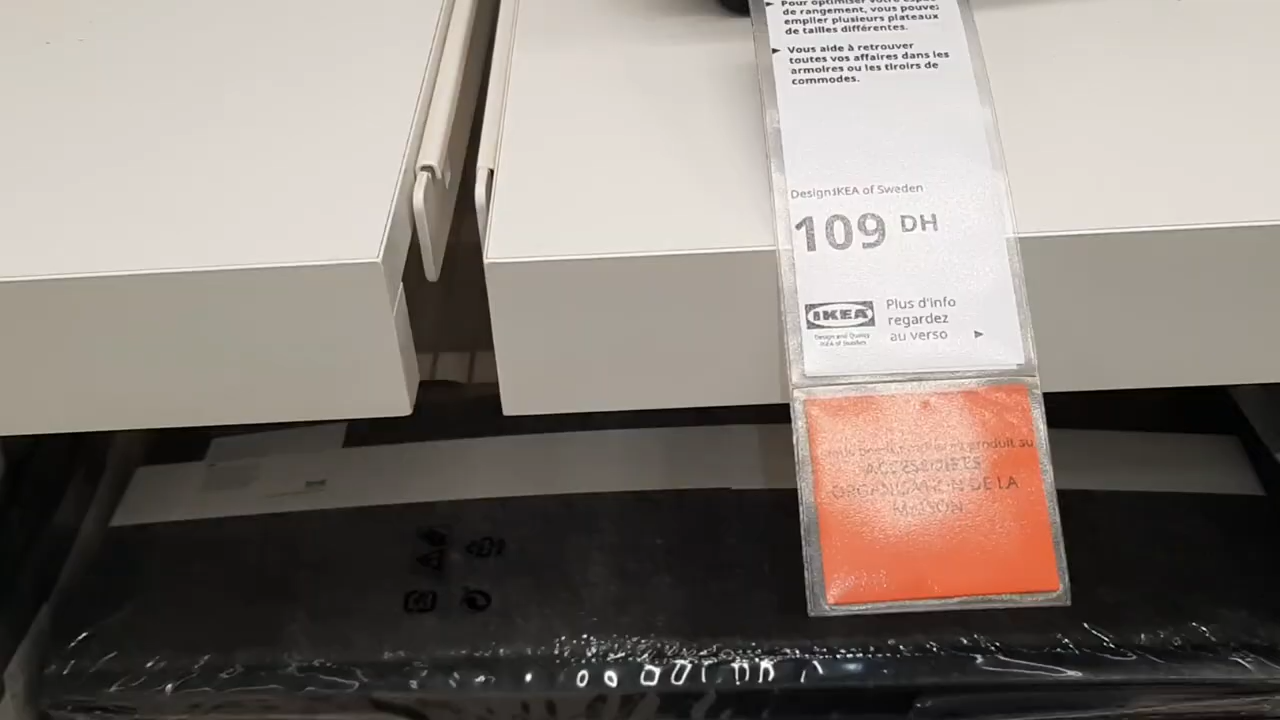 Pour optimiser votre espace
de rangement, vous pouvez
empiler plusieurs plateaux
de tailles différentes.
Vous aide à retrouver
toutes vos affaires dans les
armoires ou les tiroirs de
commodes.
Design:IKEA of Sweden
109 DH
IKEA
Design and Quality
IKEA of Sweden
Plus d'info
regardez
au verso
produit au
ACCESSOIRES
ORGANISATION DE LA
MAISON